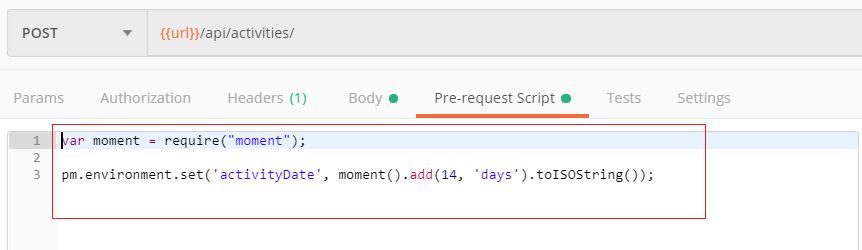 POST {{url}}/api/activities/
Params Authorization Headers (1) Body Pre-request Script Tests Settings
1 var moment = require("moment");
2
3 pm.environment.set('activityDate', moment().add(14, 'days').toISOString());